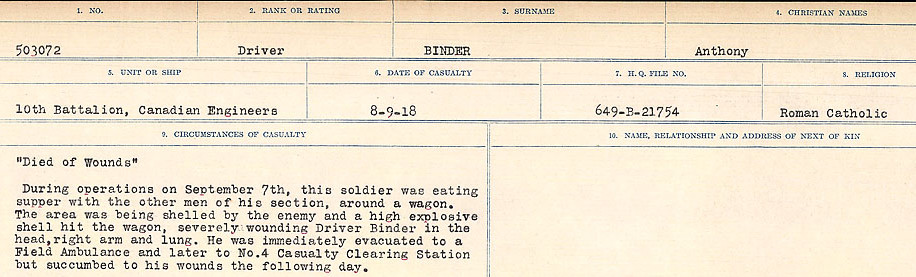 1. NO. 2. RANK OR RATING 3. SURNAME 4. CHRISTIAN NAMES
503072 Driver BINDER Anthony
5. UNIT OR SHIP 6. DATE OF CASUALTY 7. H. Q. FILE NO. 8. RELIGION
10th Battalion, Canadian Engineers 8-9-18 649-B-21754 Roman Catholic
9. CIRCUMSTANCES OF CASUALTY 10. NAME, RELATIONSHIP AND ADDRESS OF NEXT OF KIN
"Died of Wounds"
During operations on September 7th, this soldier was eating
supper with the other men of his section, around a wagon.
The area was being shelled by the enemy and a high explosive
shell hit the wagon, severely wounding Driver Binder in the
head,right arm and lung. He was immediately evacuated to a
Field Ambulance and later to No.4 Casualty Clearing Station
but succumbed to his wounds the following day.